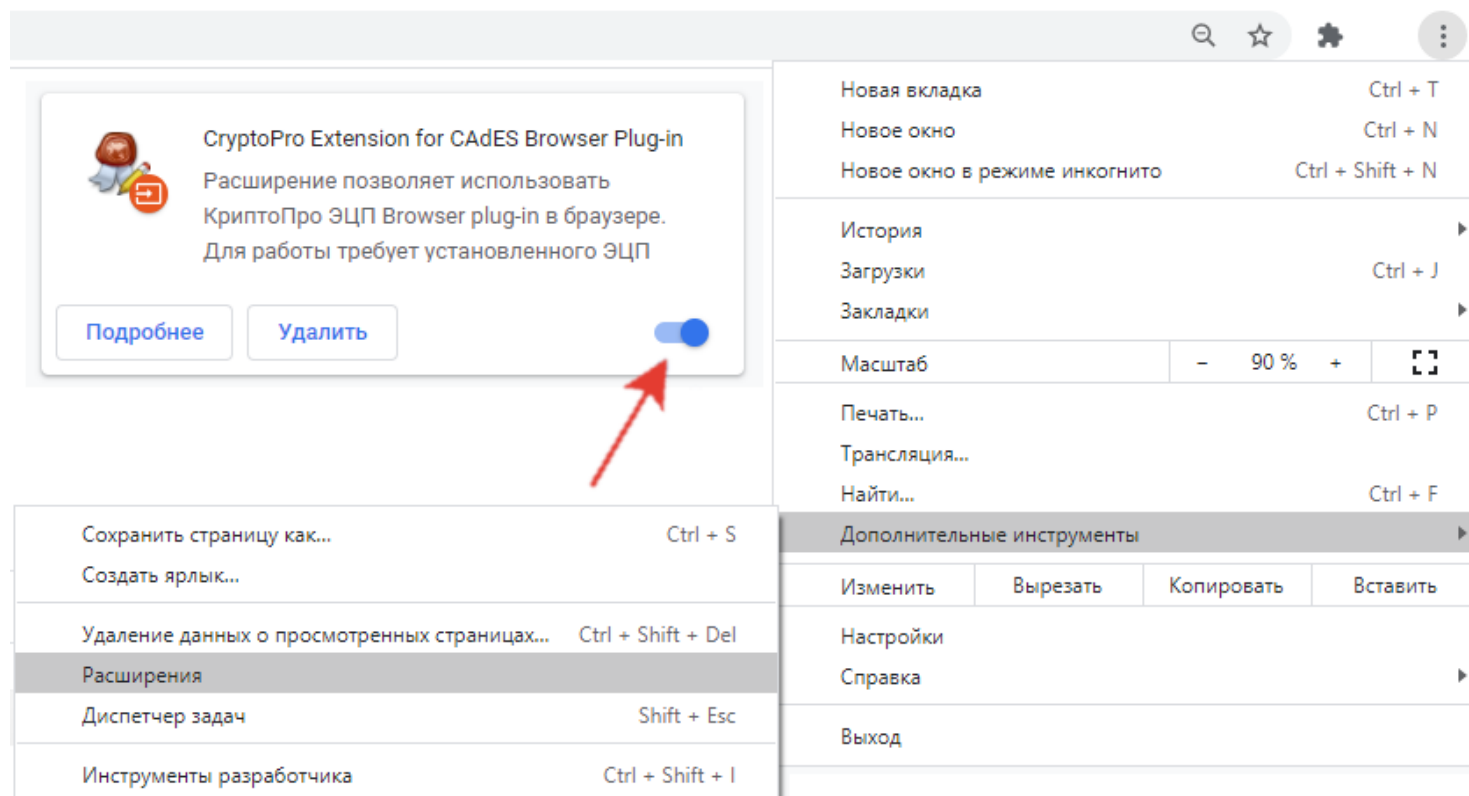 CryptoPro Extension for CAdES Browser Plug-in
Расширение позволяет использовать
КриптоПро ЭЦП Browser plug-in в браузере.
Для работы требует установленного ЭЦП
Подробнее Удалить
Новая вкладка Ctrl + T
Новое окно Ctrl + N
Новое окно в режиме инкогнито Ctrl + Shift + N
История
Загрузки Ctrl + J
Закладки
Масштаб - 90 % +
Печать... Ctrl + P
Трансляция...
Найти... Ctrl + F
Дополнительные инструменты
Изменить Вырезать Копировать Вставить
Настройки
Справка
Выход
Сохранить страницу как... Ctrl + S
Создать ярлык...
Удаление данных о просмотренных страницах... Ctrl + Shift + Del
Расширения
Диспетчер задач Shift + Esc
Инструменты разработчика Ctrl + Shift + I